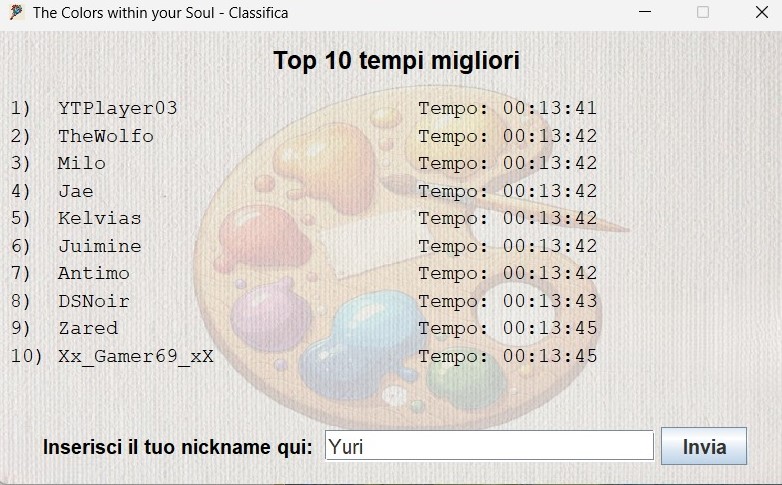 The Colors within your Soul - Classifica
Top 10 tempi migliori
1) YTPlayer03 Tempo: 00:13:41
2) TheWolfo Tempo: 00:13:42
3) Milo Tempo: 00:13:42
4) Jae Tempo: 00:13:42
5) Kelvias Tempo: 00:13:42
6) Juimine Tempo: 00:13:42
7) Antimo Tempo: 00:13:42
8) DSNoir Tempo: 00:13:43
9) Zared Tempo: 00:13:45
10) Xx_Gamer69_xX Tempo: 00:13:45
Inserisci il tuo nickname qui: Yuri Invia